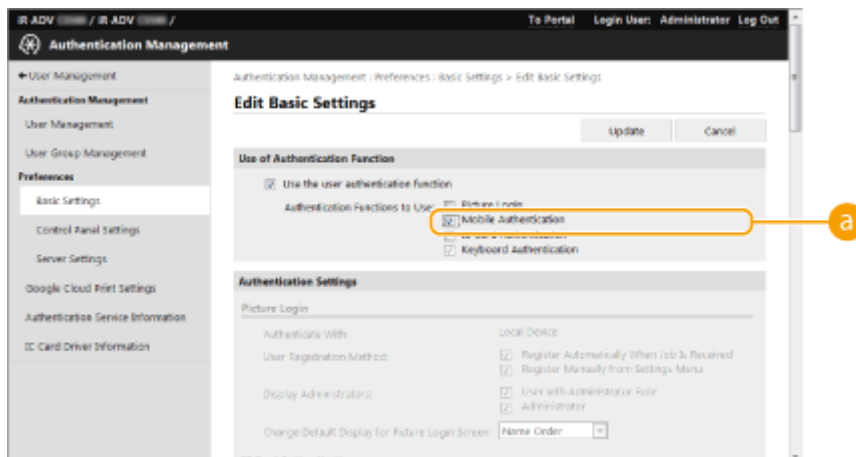 iR-ADV / iR-ADV /
To Portal Login User: Administrator Log Out
Authentication Management
User Management
Authentication Management : Preferences : Basic Settings > Edit Basic Settings
Authentication Management
Edit Basic Settings
User Management
Update Cancel
User Group Management
Use of Authentication Function
Preferences
Use the user authentication function
Basic Settings
Authentication Functions to Use: Picture Login
Mobile Authentication
a
Control Panel Settings
Keyboard Authentication
Server Settings
Google Cloud Print Settings
Authentication Settings
Picture Login
Authentication Service Information
Authenticate With: Local Device
IC Card Driver Information
User Registration Method: Register Automatically When Job Is Received
Register Manually from Settings Menu
Display Administrators: User with Administrator Role
Administrator
Change Default Display for Picture Login Screen: Name Order